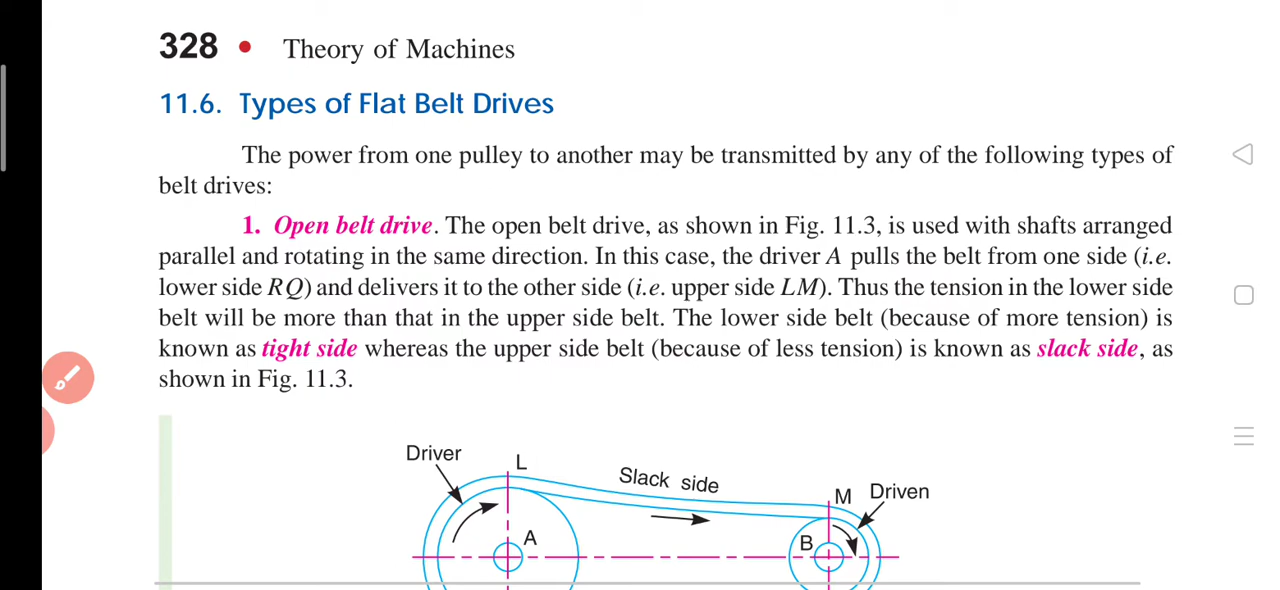 328 • Theory of Machines
11.6. Types of Flat Belt Drives
The power from one pulley to another may be transmitted by any of the following types of
belt drives:
1. Open belt drive. The open belt drive, as shown in Fig. 11.3, is used with shafts arranged
parallel and rotating in the same direction. In this case, the driver A pulls the belt from one side (i.e.
lower side RQ) and delivers it to the other side (i.e. upper side LM). Thus the tension in the lower side
belt will be more than that in the upper side belt. The lower side belt (because of more tension) is
known as tight side whereas the upper side belt (because of less tension) is known as slack side, as
shown in Fig. 11.3.
Driver
L
Slack side
M
Driven
A
B